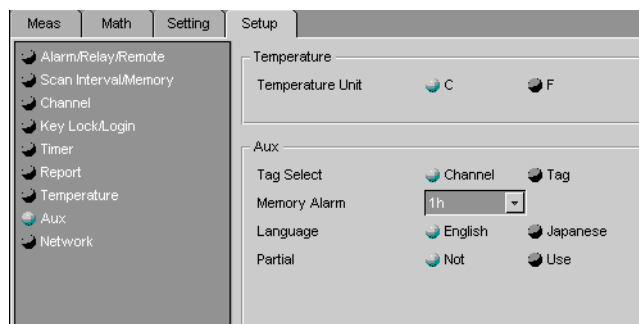 Meas Math Setting Setup
Alarm/Relay/Remote
Scan Interval/Memory
Channel
Key Lock/Login
Timer
Report
Temperature
Aux
Network
Temperature
Temperature Unit C F
Aux
Tag Select Channel Tag
Memory Alarm 1h
Language English Japanese
Partial Not Use